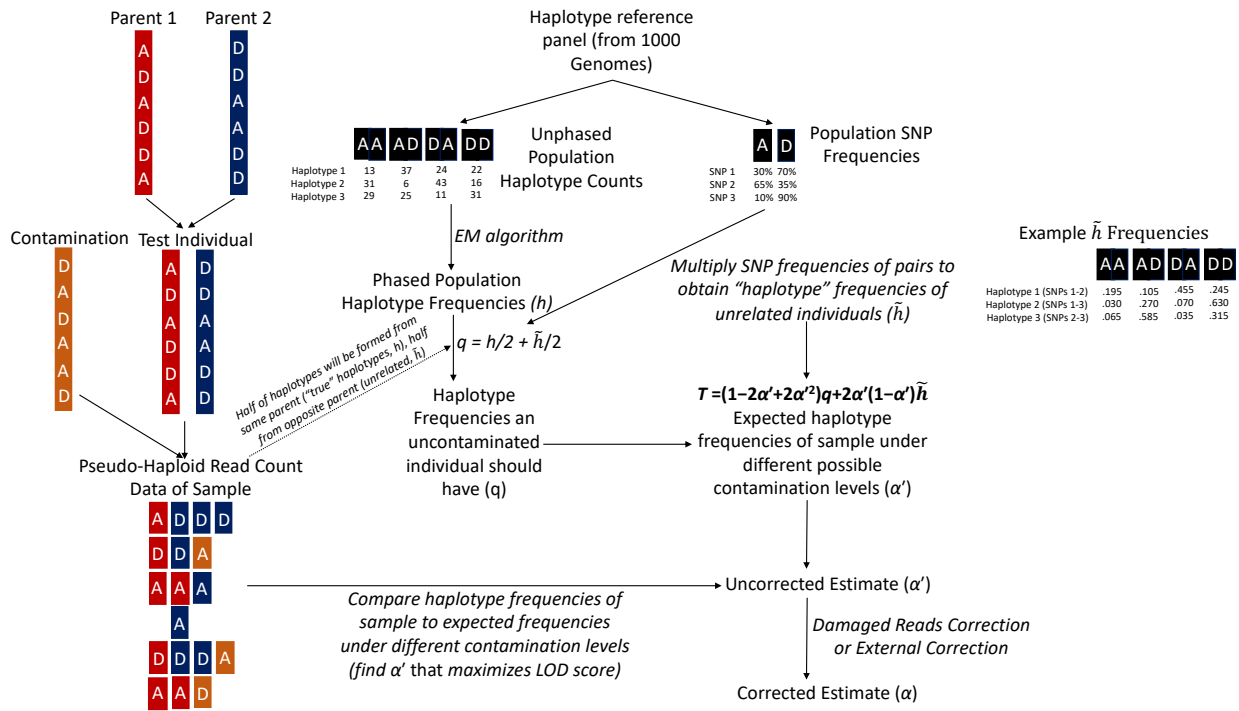 Parent 1
Parent 2
A
D
A
D
D
A
D
D
A
A
D
D
Contamination
D
A
D
A
A
D
Test Individual
A
D
A
D
D
A
D
D
A
A
D
D
Pseudo-Haploid Read Count
Data of Sample
A D D D
D D A
A A A
A
D D D A
A A D
Haplotype reference
panel (from 1000
Genomes)
AA AD DA DD
Haplotype 1 13 37 24 22
Haplotype 2 31 6 43 16
Haplotype 3 29 25 11 31
Unphased
Population
Haplotype Counts
A D
SNP 1 30% 70%
SNP 2 65% 35%
SNP 3 10% 90%
Population SNP
Frequencies
EM algorithm
Phased Population
Haplotype Frequencies (h)
Half of haplotypes will be formed from
same parent (“true” haplotypes, h), half
from opposite parent (unrelated, h̃)
q = h/2 + h̃/2
Haplotype
Frequencies an
uncontaminated
individual should
have (q)
Multiply SNP frequencies of pairs to
obtain “haplotype” frequencies of
unrelated individuals (h̃)
T =(1−2α′+2α′²)q+2α′(1−α′)h̃
Expected haplotype
frequencies of sample under
different possible
contamination levels (α′)
Example h̃ Frequencies
AA AD DA DD
Haplotype 1 (SNPs 1-2) .195 .105 .455 .245
Haplotype 2 (SNPs 1-3) .030 .270 .070 .630
Haplotype 3 (SNPs 2-3) .065 .585 .035 .315
Compare haplotype frequencies of
sample to expected frequencies
under different contamination levels
(find α′ that maximizes LOD score)
Uncorrected Estimate (α′)
Damaged Reads Correction
or External Correction
Corrected Estimate (α)